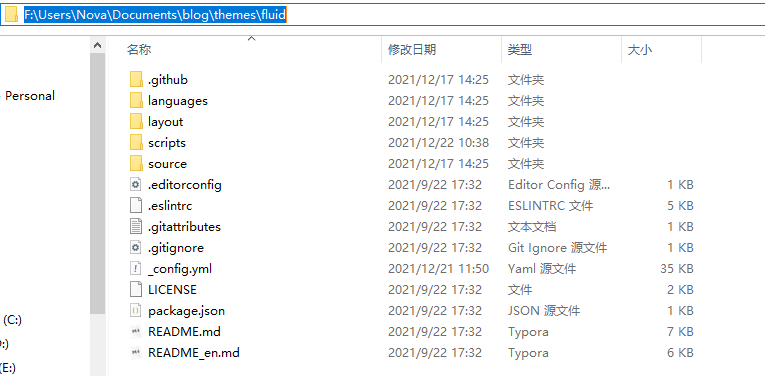 F:\Users\Nova\Documents\blog\themes\fluid
名称 修改日期 类型 大小
.github 2021/12/17 14:25 文件夹
Personal
languages 2021/12/17 14:25 文件夹
layout 2021/12/17 14:25 文件夹
scripts 2021/12/22 10:38 文件夹
source 2021/12/17 14:25 文件夹
.editorconfig 2021/9/22 17:32 Editor Config 源... 1 KB
.eslintrc 2021/9/22 17:32 ESLINTRC 文件 5 KB
.gitattributes 2021/9/22 17:32 文本文档 1 KB
.gitignore 2021/9/22 17:32 Git Ignore 源文件 1 KB
_config.yml 2021/12/21 11:50 Yaml 源文件 35 KB
LICENSE 2021/9/22 17:32 文件 2 KB
(C:)
package.json 2021/9/22 17:32 JSON 源文件 1 KB
README.md 2021/9/22 17:32 Typora 7 KB
:)
README_en.md 2021/9/22 17:32 Typora 6 KB
(E:)